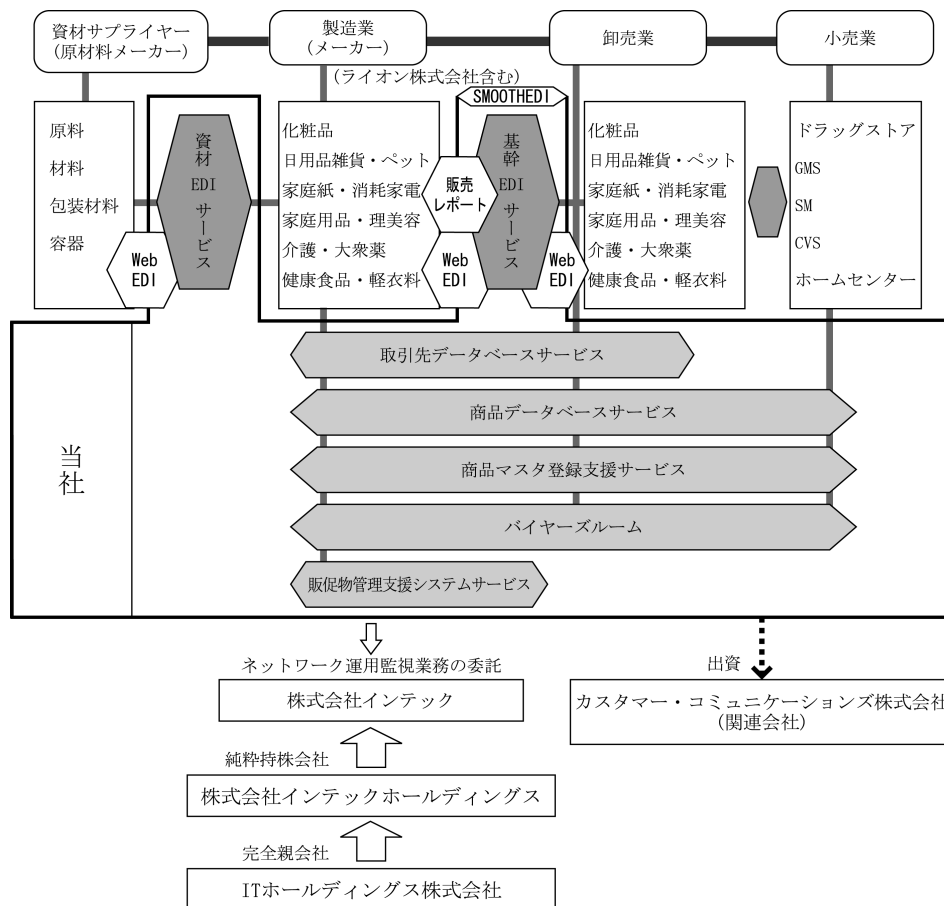 資材サプライヤー
(原材料メーカー)
製造業
(メーカー)
卸売業
小売業
(ライオン株式会社含む)
SMOOTHEDI
原料
材料
包装材料
容器
資材
EDI
サービス
Web
EDI
化粧品
日用品雑貨・ペット
家庭紙・消耗家電
家庭用品・理美容
介護・大衆薬
健康食品・軽衣料
販売
レポート
Web
EDI
基幹
EDI
サービス
Web
EDI
化粧品
日用品雑貨・ペット
家庭紙・消耗家電
家庭用品・理美容
介護・大衆薬
健康食品・軽衣料
ドラッグストア
GMS
SM
CVS
ホームセンター
当社
取引先データベースサービス
商品データベースサービス
商品マスタ登録支援サービス
バイヤーズルーム
販促物管理支援システムサービス
ネットワーク運用監視業務の委託
株式会社インテック
純粋持株会社
株式会社インテックホールディングス
完全親会社
ITホールディングス株式会社
出資
カスタマー・コミュニケーションズ株式会社
(関連会社)